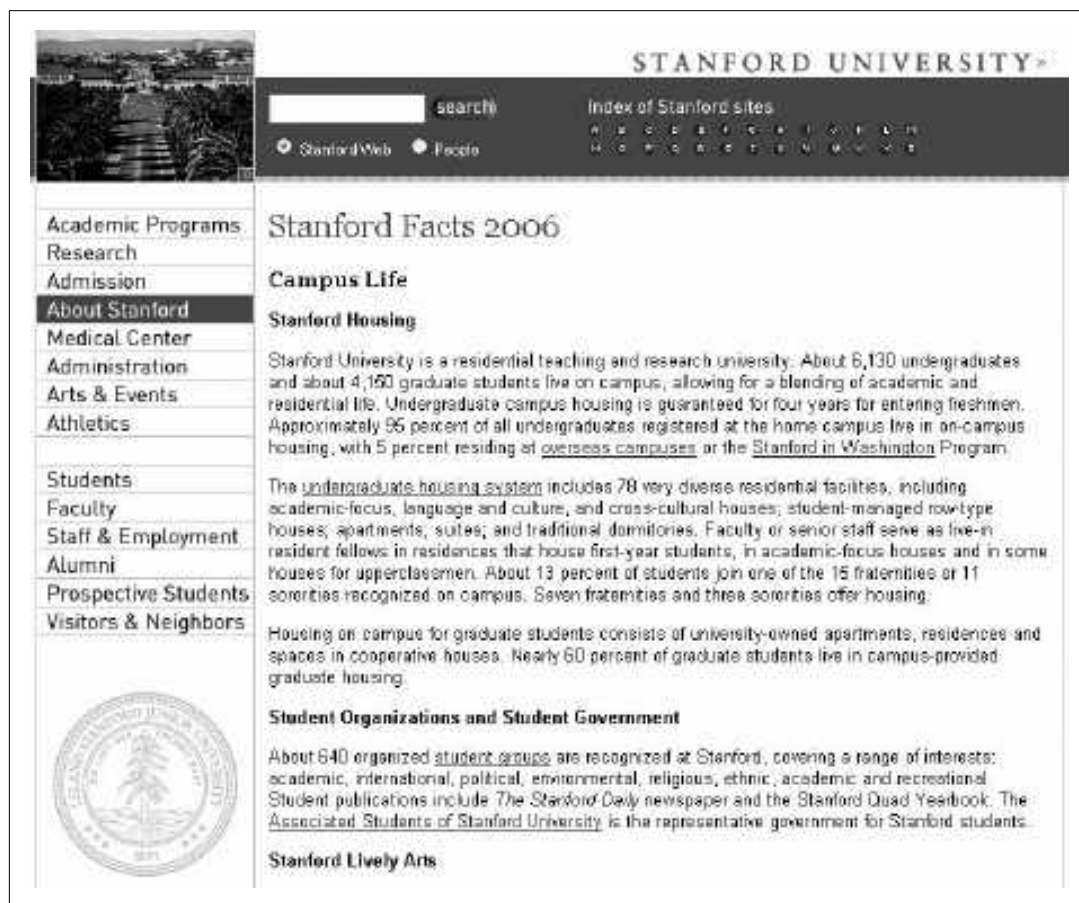 STANFORD UNIVERSITY
search
Index of Stanford sites
Stanford Web People
Academic Programs
Research
Admission
About Stanford
Medical Center
Administration
Arts & Events
Athletics
Students
Faculty
Staff & Employment
Alumni
Prospective Students
Visitors & Neighbors
Stanford Facts 2006
Campus Life
Stanford Housing
Stanford University is a residential teaching and research university. About 6,130 undergraduates
and about 4,150 graduate students live on campus, allowing for a blending of academic and
residential life. Undergraduate campus housing is guaranteed for four years for entering freshmen.
Approximately 95 percent of all undergraduates registered at the home campus live in on-campus
housing, with 5 percent residing at overseas campuses or the Stanford in Washington Program.
The undergraduate housing system includes 78 very diverse residential facilities, including
academic-focus, language and culture, and cross-cultural houses; student-managed row-type
houses; apartments; suites; and traditional dormitories. Faculty or senior staff serve as live-in
resident fellows in residences that house first-year students, in academic-focus houses and in some
houses for upperclassmen. About 13 percent of students join one of the 15 fraternities or 11
sororities recognized on campus. Seven fraternities and three sororities offer housing.
Housing on campus for graduate students consists of university-owned apartments, residences and
spaces in cooperative houses. Nearly 60 percent of graduate students live in campus-provided
graduate housing.
Student Organizations and Student Government
About 640 organized student groups are recognized at Stanford, covering a range of interests:
academic, international, political, environmental, religious, ethnic, academic and recreational.
Student publications include The Stanford Daily newspaper and the Stanford Quad Yearbook. The
Associated Students of Stanford University is the representative government for Stanford students.
Stanford Lively Arts